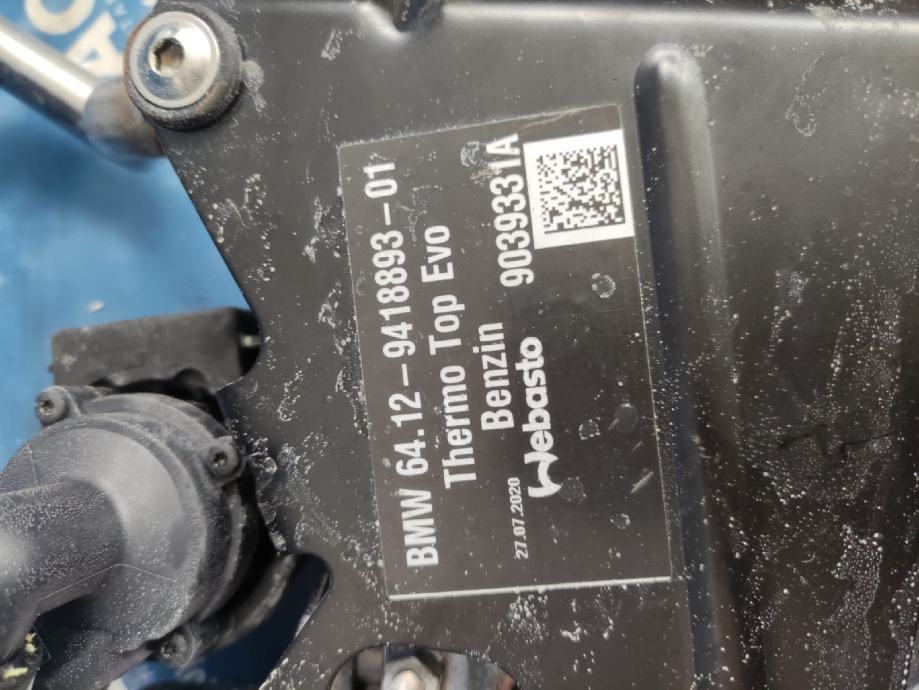 BMW 64.12–9418893–01
Thermo Top Evo
Benzin 9039331A
27.07.2020 Webasto